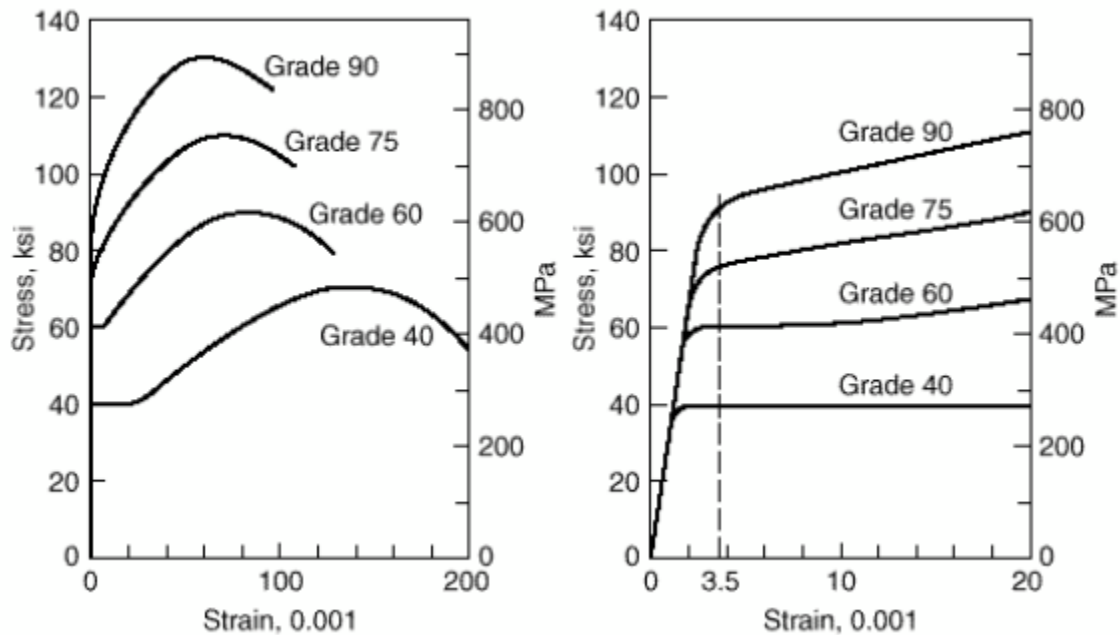 140
120
100
80
60
40
20
0
Stress, ksi
Grade 90
Grade 75
Grade 60
Grade 40
800
600
400
200
0
MPa
0 100 200
Strain, 0.001
140
120
100
80
60
40
20
0
Stress, ksi
Grade 90
Grade 75
Grade 60
Grade 40
800
600
400
200
0
MPa
0 3.5 10 20
Strain, 0.001